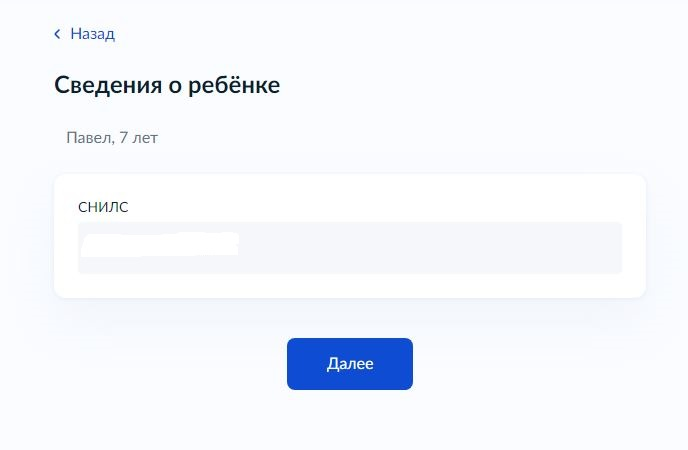 Назад
Сведения о ребёнке
Павел, 7 лет
СНИЛС
Далее